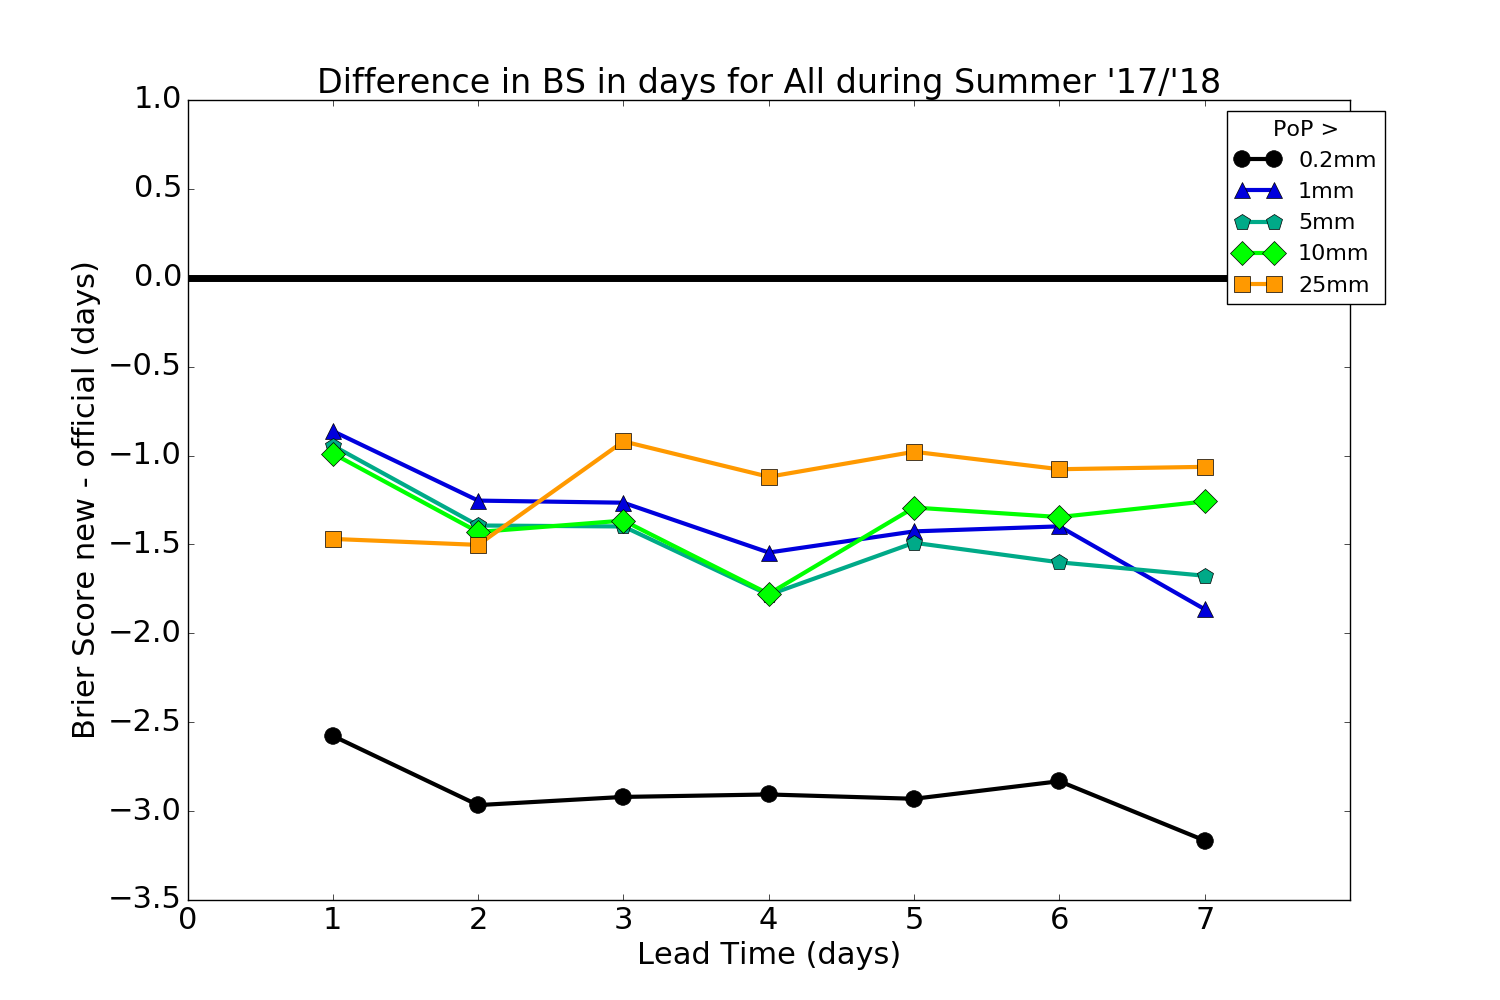 Difference in BS in days for All during Summer '17/'18
PoP >
0.2mm
1mm
5mm
10mm
25mm
Brier Score new - official (days)
1.0
0.5
0.0
−0.5
−1.0
−1.5
−2.0
−2.5
−3.0
−3.5
0 1 2 3 4 5 6 7
Lead Time (days)